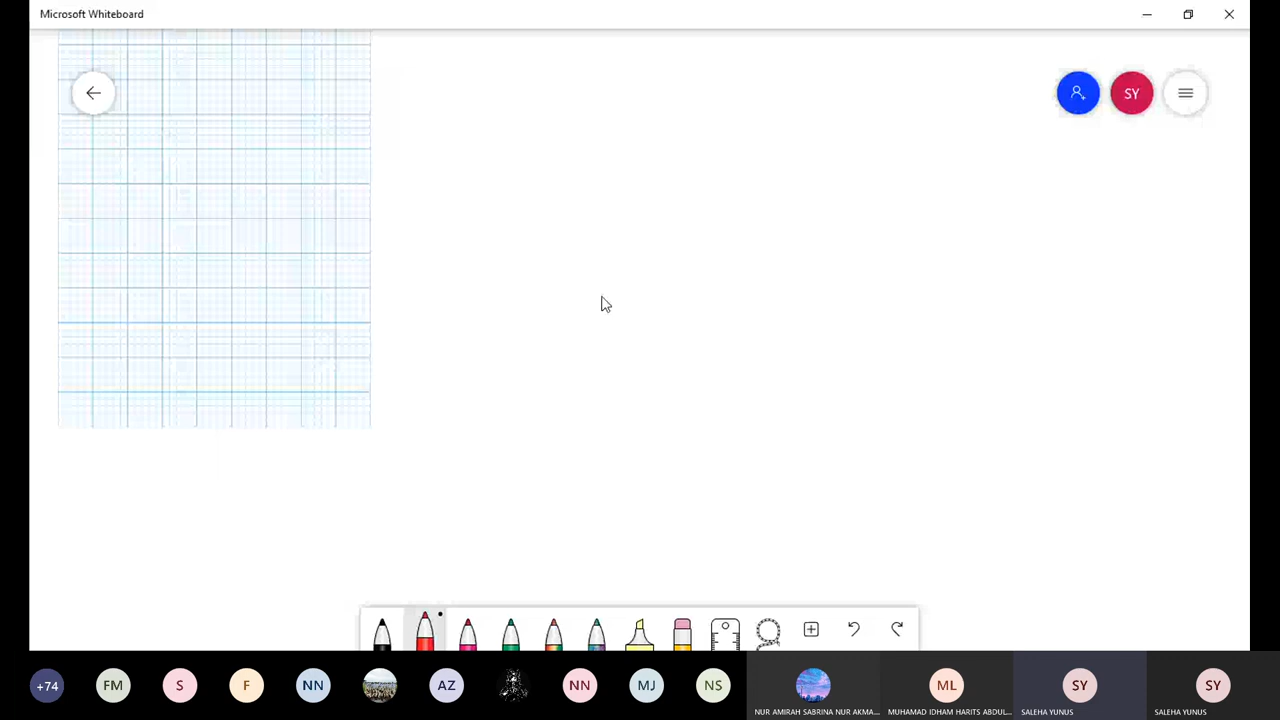 Microsoft Whiteboard
SY
+74
FM
S
F
NN
AZ
NN
MJ
NS
NUR AMIRAH SABRINA NUR AKMA...
ML
MUHAMAD IDHAM HARITS ABDUL...
SY
SALEHA YUNUS
SY
SALEHA YUNUS